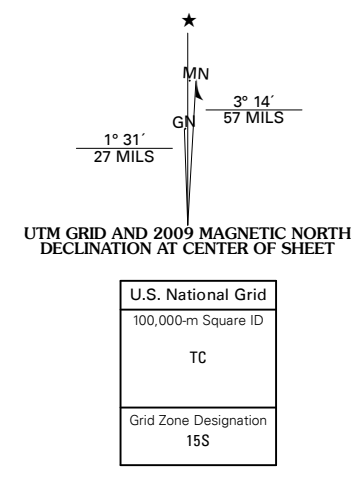 ★
MN
3° 14´
57 MILS
GN
1° 31´
27 MILS
UTM GRID AND 2009 MAGNETIC NORTH
DECLINATION AT CENTER OF SHEET
U.S. National Grid
100,000-m Square ID
TC
Grid Zone Designation
15S